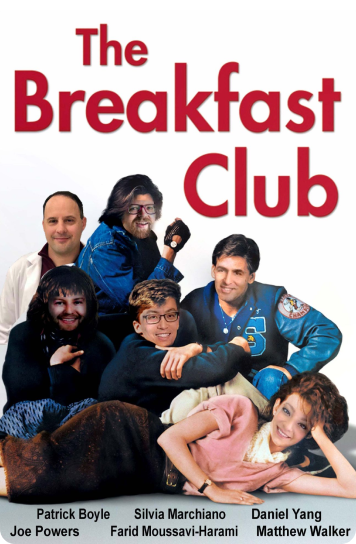 The
Breakfast
Club
S
Patrick Boyle Silvia Marchiano Daniel Yang
Joe Powers Farid Moussavi-Harami Matthew Walker